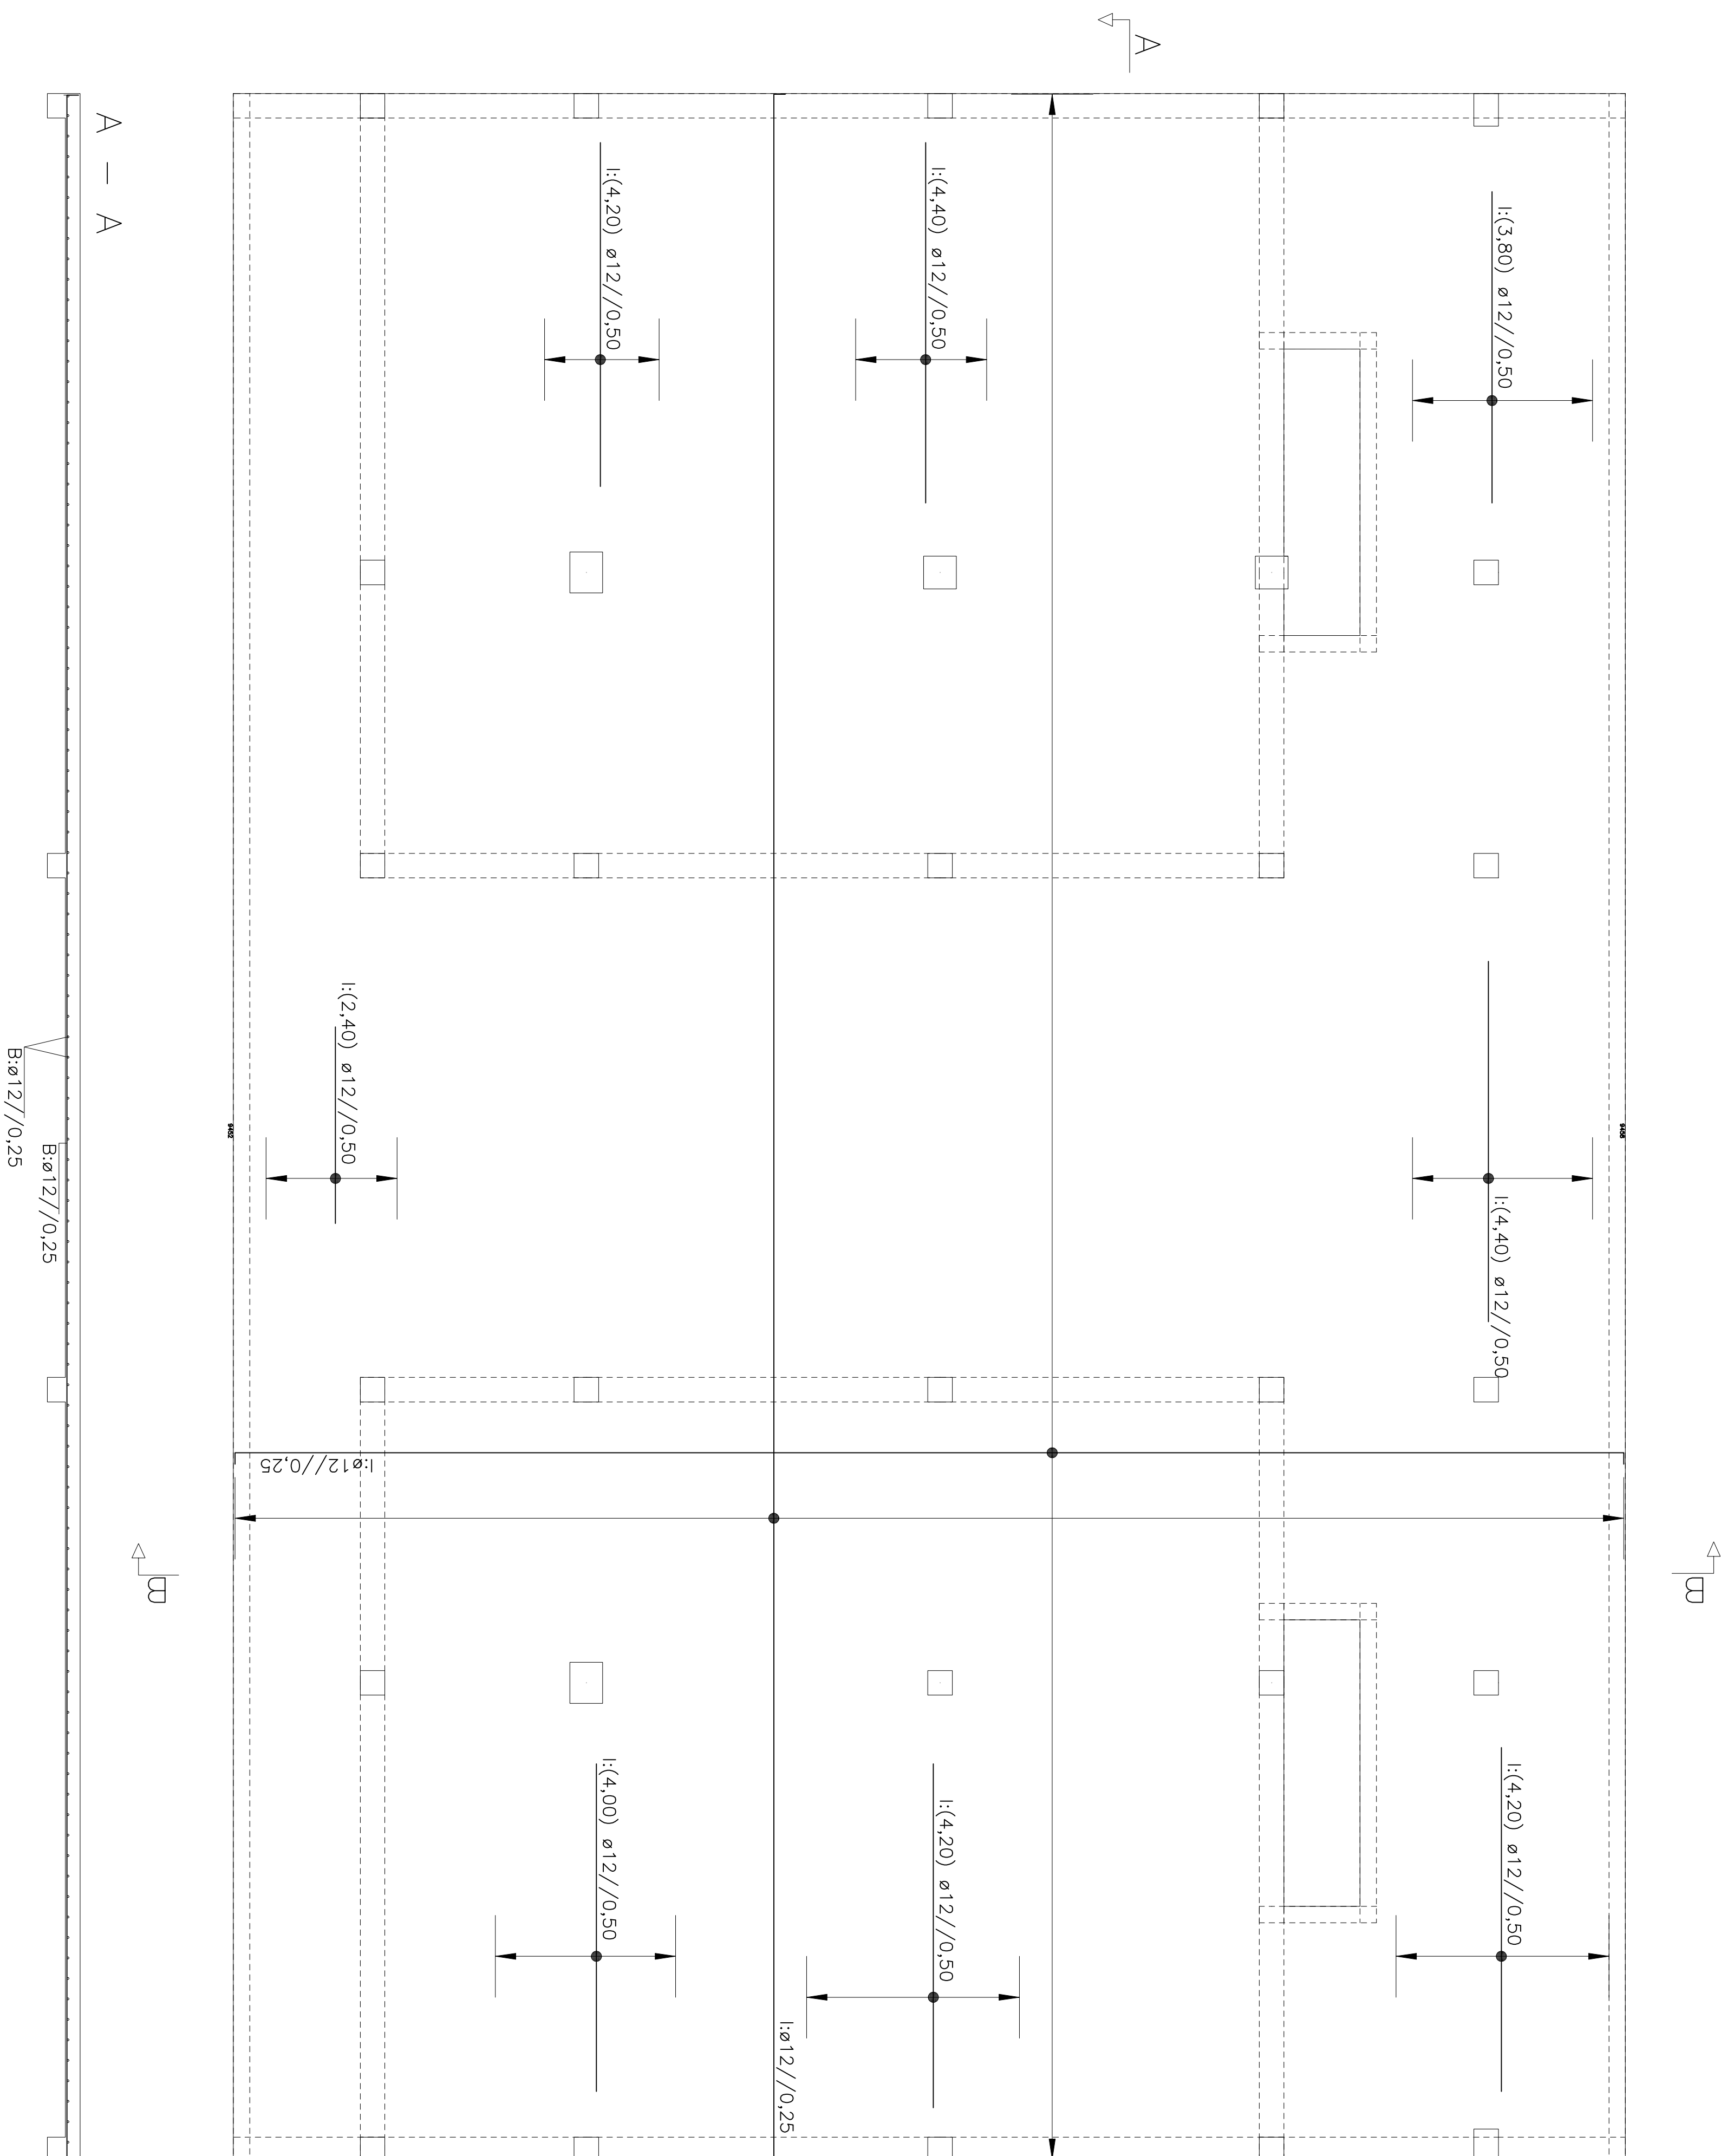 A
A – A
I:(3,80) ø12//0,50
I:(4,40) ø12//0,50
I:(4,20) ø12//0,50
I:(4,40) ø12//0,50
I:(2,40) ø12//0,50
9458
9452
B:ø12//0,25
B:ø12//0,25
I:ø12//0,25
B
B
I:(4,20) ø12//0,50
I:(4,20) ø12//0,50
I:(4,00) ø12//0,50
I:ø12//0,25